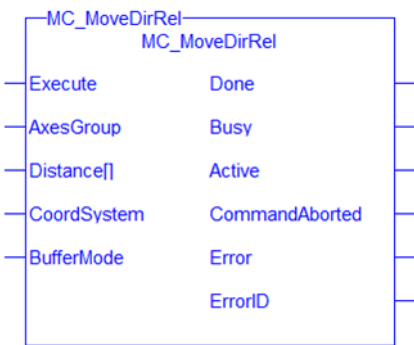 MC_MoveDirRel
MC_MoveDirRel
Execute Done
AxesGroup Busy
Distance[] Active
CoordSystem CommandAborted
BufferMode Error
ErrorID